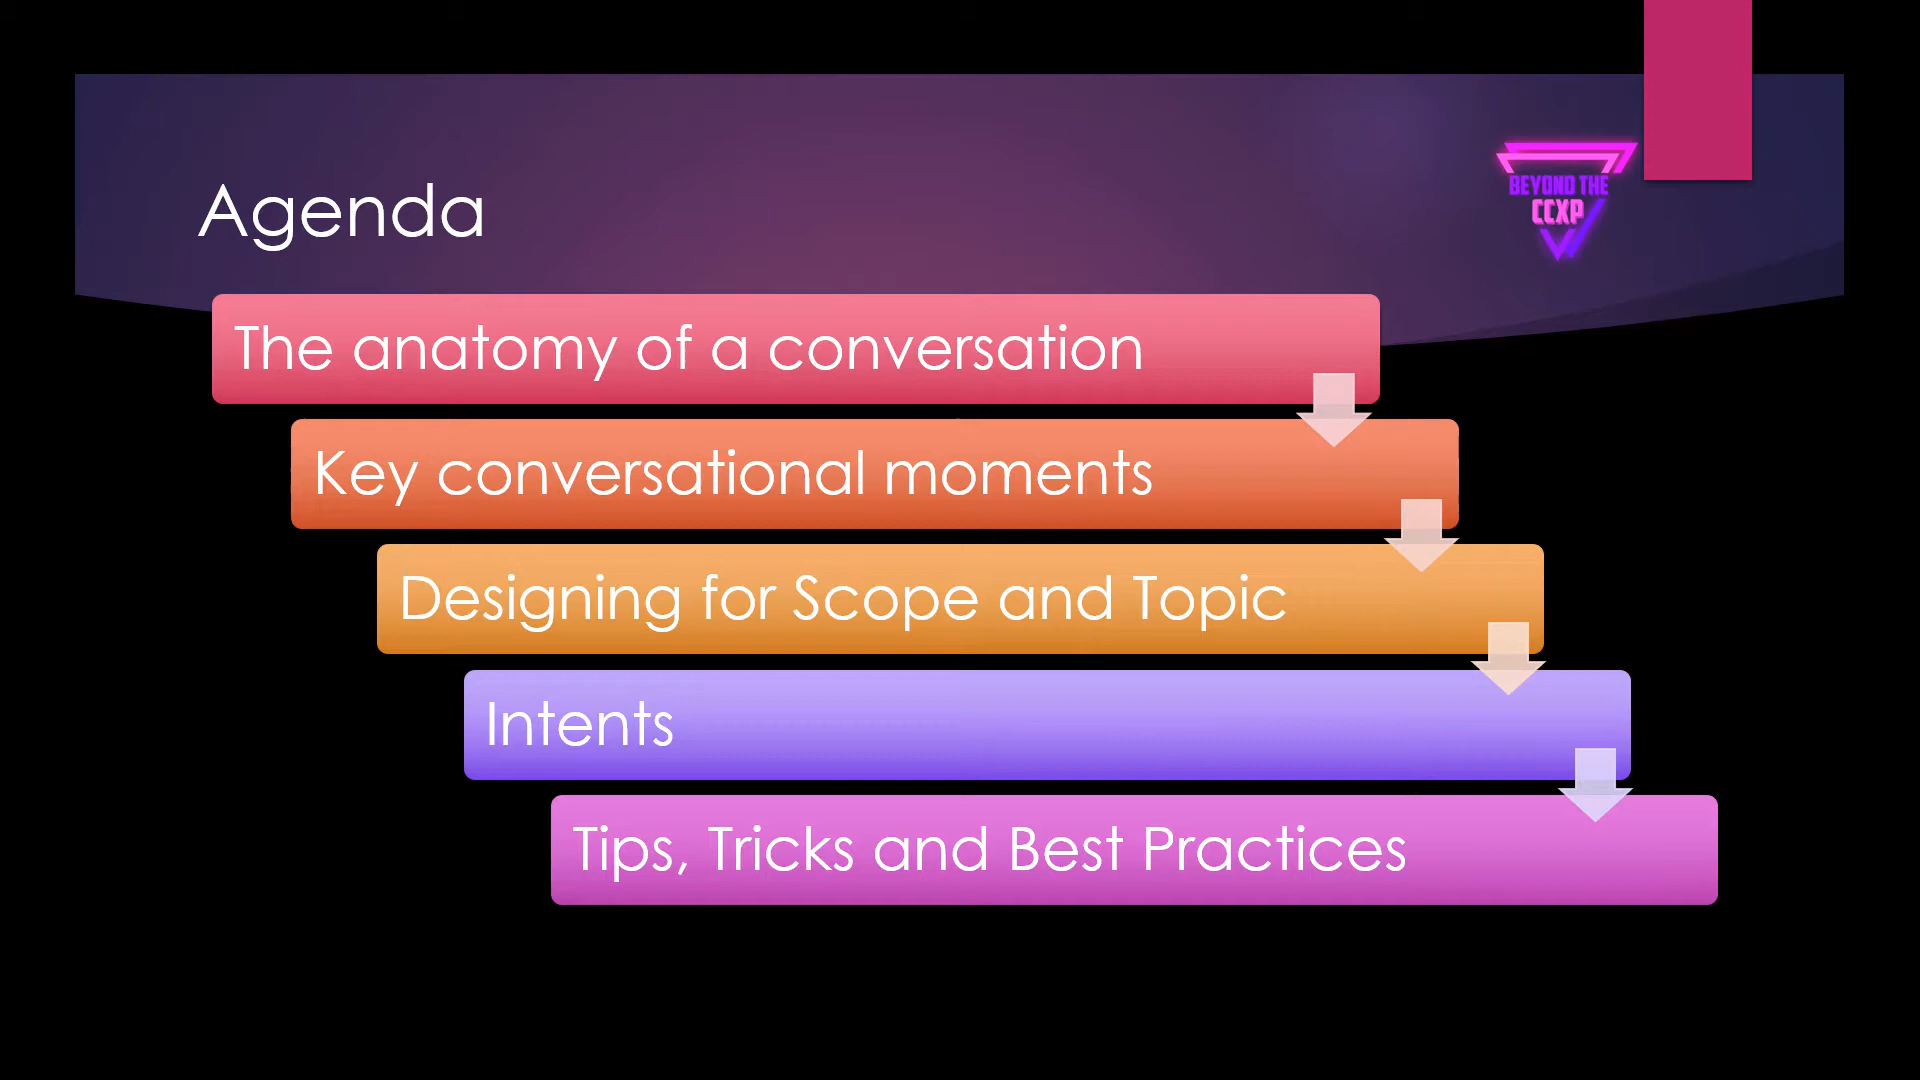 Agenda
BEYOND THE
CCXP
The anatomy of a conversation
Key conversational moments
Designing for Scope and Topic
Intents
Tips, Tricks and Best Practices